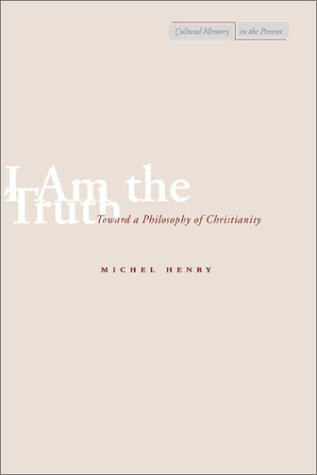 Cultural Memory in the Present
I Am the
Truth
Toward a Philosophy of Christianity
MICHEL HENRY